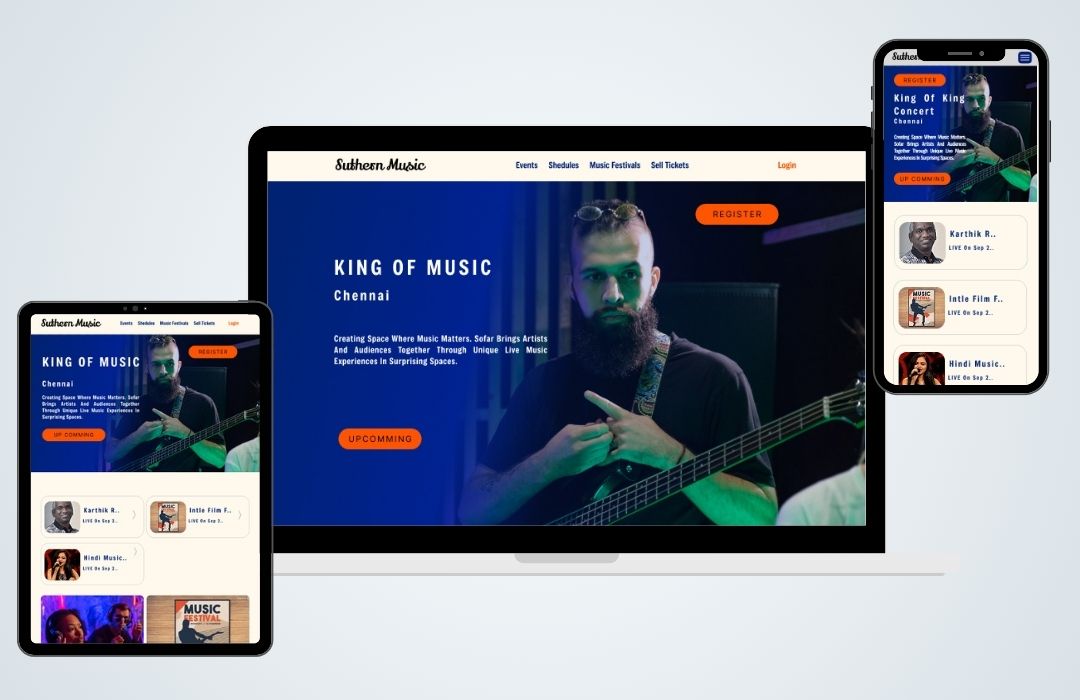 Suthern Music
Events Shedules Music Festivals Sell Tickets
Login
REGISTER
KING OF MUSIC
Chennai
Creating Space Where Music Matters. Sofar Brings Artists
And Audiences Together Through Unique Live Music
Experiences In Surprising Spaces.
UPCOMMING
Suthern Music
Events Shedules Music Festivals Sell Tickets
Login
REGISTER
KING OF MUSIC
Chennai
Creating Space Where Music Matters. Sofar
Brings Artists And Audiences Together
Through Unique Live Music Experiences In
Surprising Spaces.
UP COMMING
Karthik R..
LIVE On Sep 2..
Intle Film F..
LIVE On Sep 2..
Hindi Music..
LIVE On Sep 2..
MUSIC
FESTIVAL
REGISTER
King Of King
Concert
Chennai
Creating Space Where Music Matters.
Sofar Brings Artists And Audiences
Together Through Unique Live Music
Experiences In Surprising Spaces.
UP COMMING
Karthik R..
LIVE On Sep 2..
MUSIC
FESTIVAL
Intle Film F..
LIVE On Sep 2..
Hindi Music..
LIVE On Sep 2..